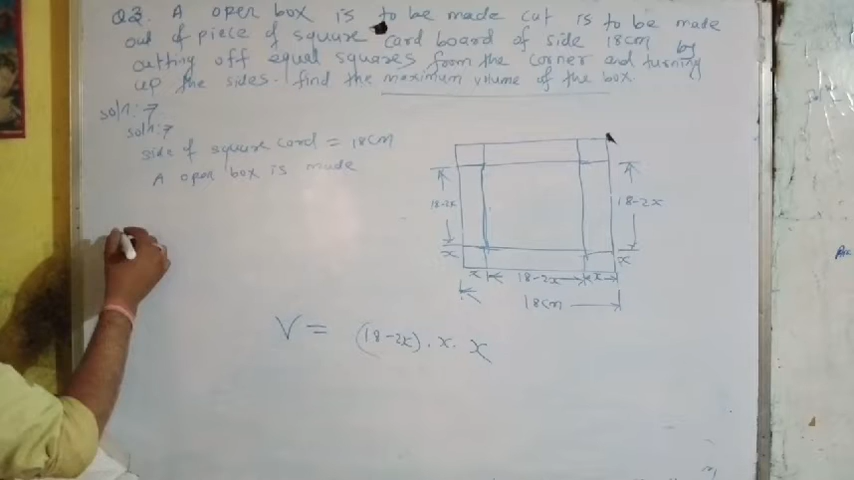 Q2. A open box is to be made cut is to be made
out of piece of square card board of side 18cm by
cutting off equal squares from the corner and turning
up the sides. find the maximum volume of the box.
soln:→
soln:→
side of square card = 18cm
A open box is made
18-2x
18-2x
x
x
x
18-2x
x
18cm
V = (18-2x). x. x